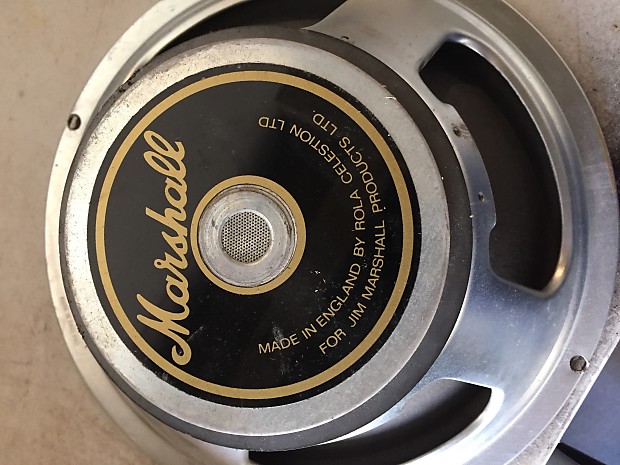 Marshall
MADE IN ENGLAND BY ROLA CELESTION LTD
FOR JIM MARSHALL PRODUCTS LTD.